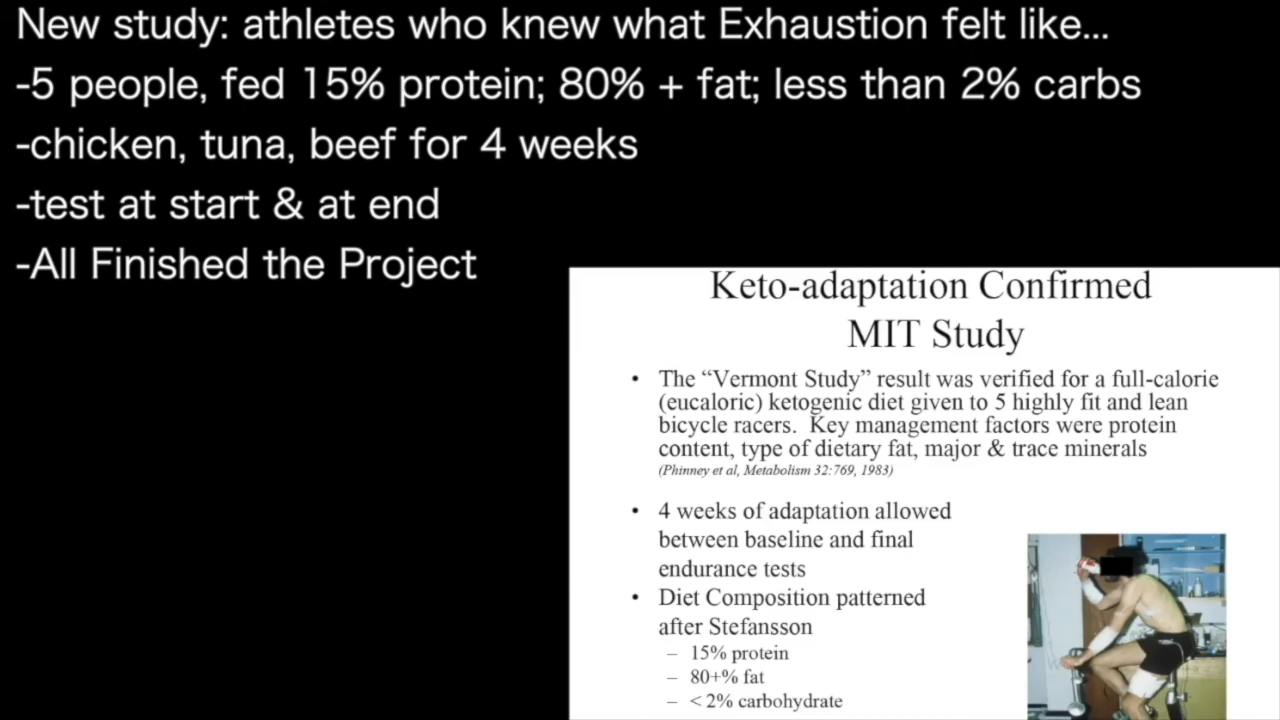 New study: athletes who knew what Exhaustion felt like...
-5 people, fed 15% protein; 80% + fat; less than 2% carbs
-chicken, tuna, beef for 4 weeks
-test at start & at end
-All Finished the Project
Keto-adaptation Confirmed
MIT Study
• The “Vermont Study” result was verified for a full-calorie
(eucaloric) ketogenic diet given to 5 highly fit and lean
bicycle racers. Key management factors were protein
content, type of dietary fat, major & trace minerals
(Phinney et al, Metabolism 32:769, 1983)
• 4 weeks of adaptation allowed
between baseline and final
endurance tests
• Diet Composition patterned
after Stefansson
– 15% protein
– 80+% fat
– < 2% carbohydrate